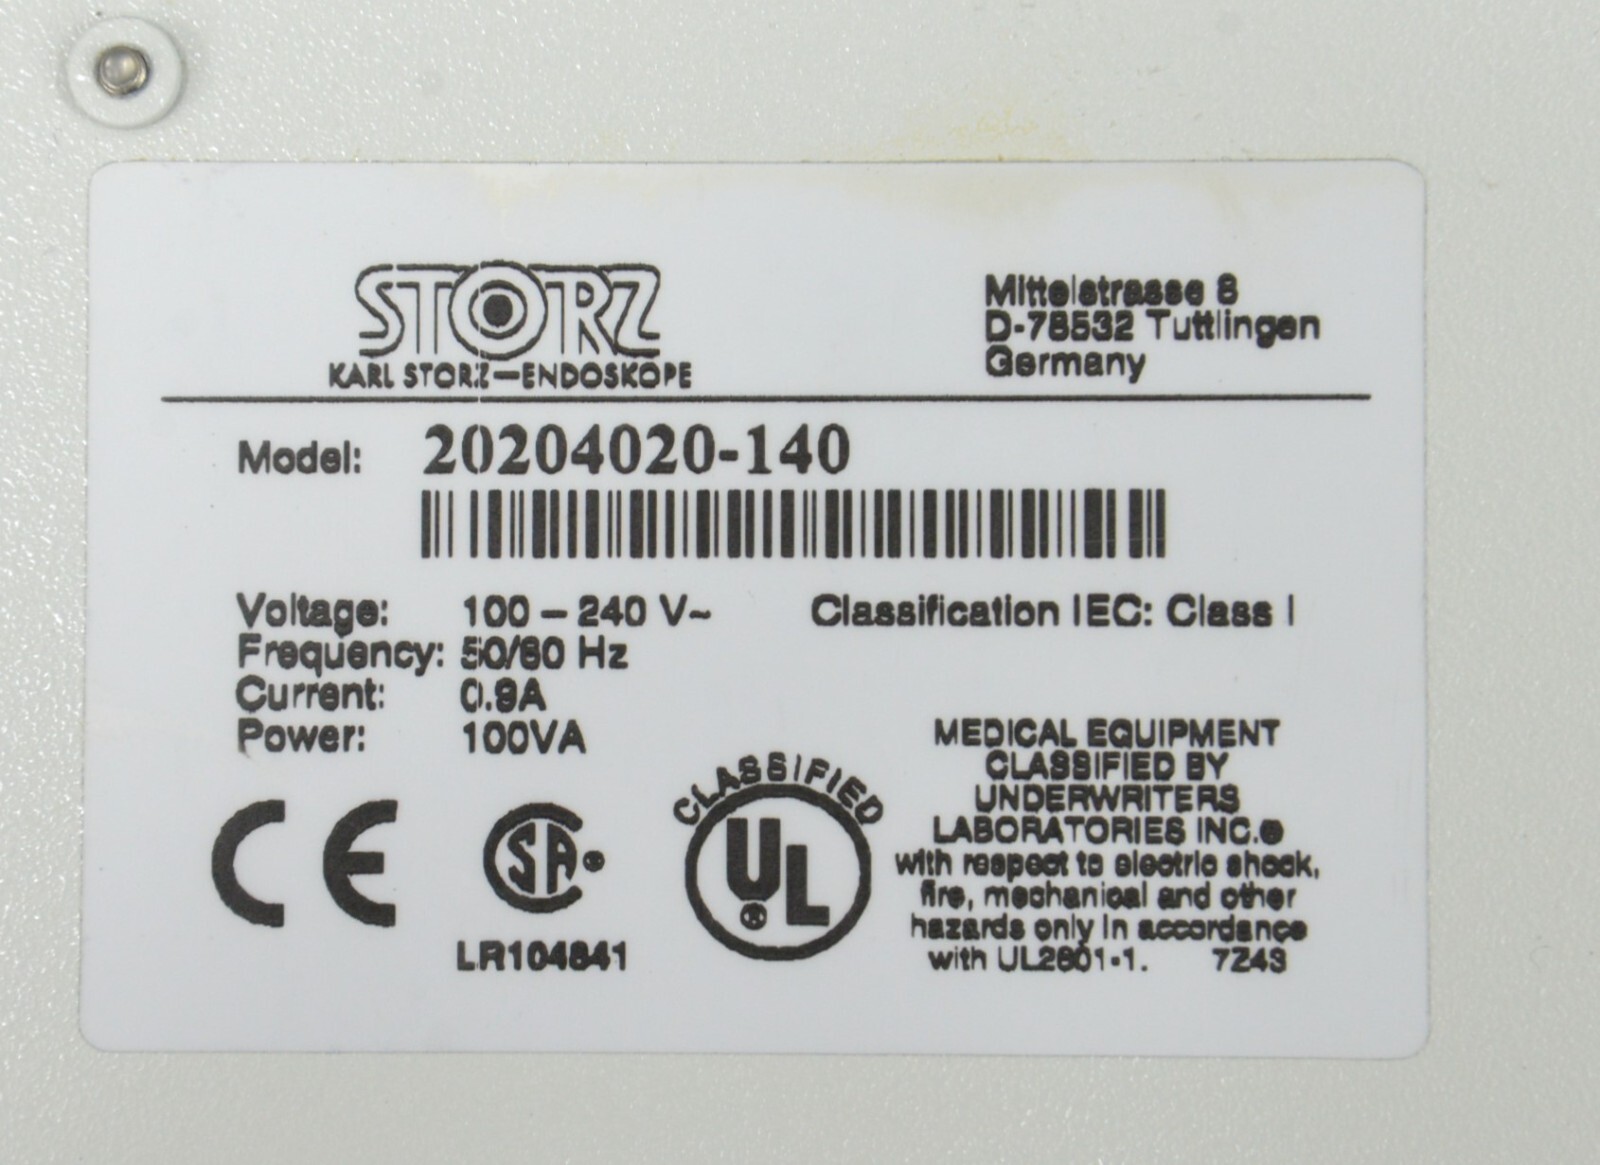 STORZ
KARL STORZ—ENDOSKOPE
Mittelstrasse 8
D-78532 Tuttlingen
Germany
Model: 20204020-140
Voltage: 100 – 240 V~
Classification IEC: Class I
Frequency: 50/60 Hz
Current: 0.9A
Power: 100VA
CE
SA®
LR104841
CLASSIFIED
UL®
MEDICAL EQUIPMENT
CLASSIFIED BY
UNDERWRITERS
LABORATORIES INC.®
with respect to electric shock,
fire, mechanical and other
hazards only in accordance
with UL2601-1. 7Z43